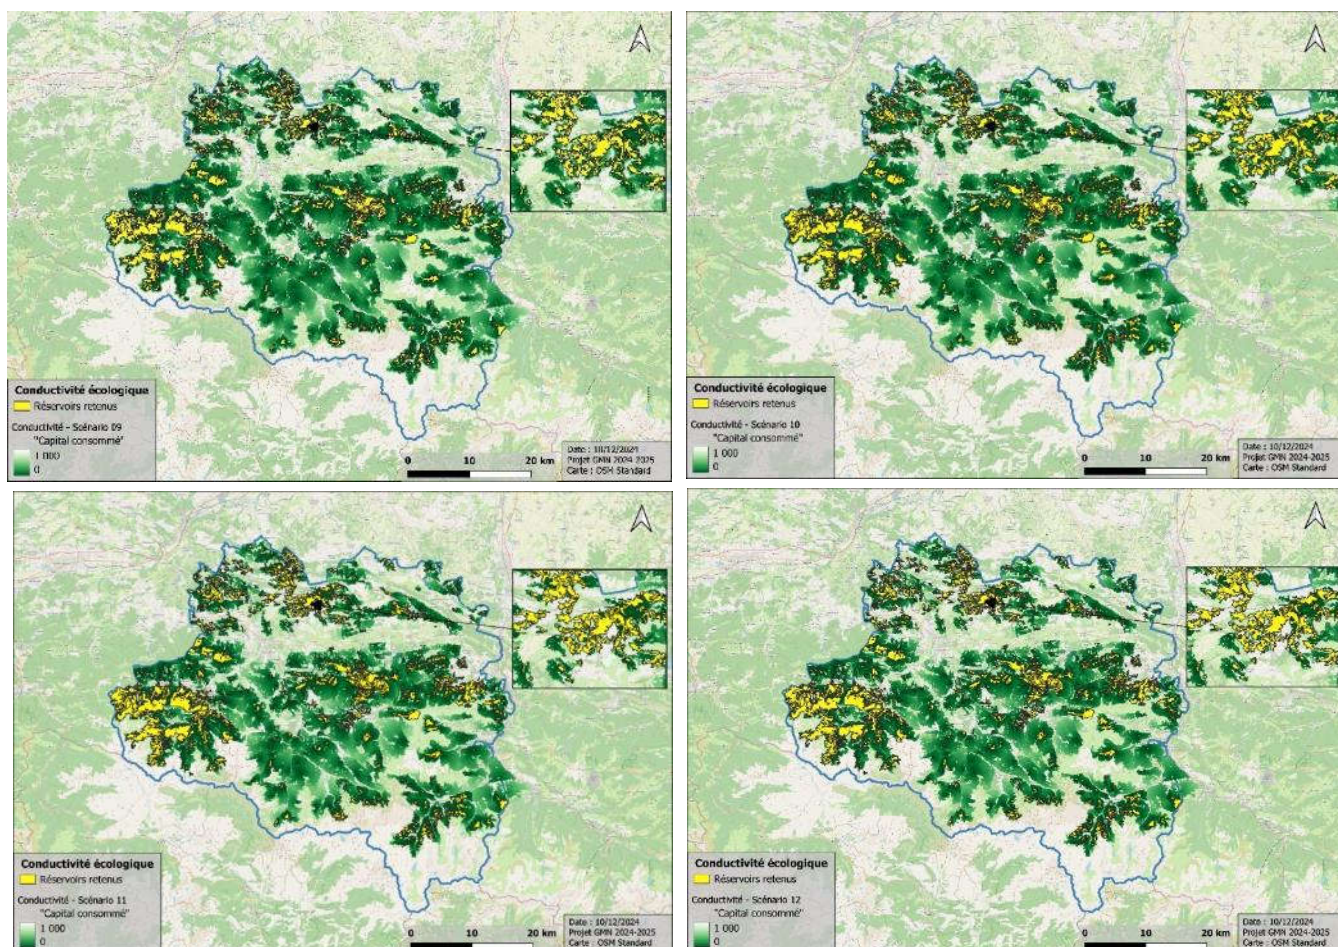 Conductivité écologique
Réservoirs retenus
Conductivité - Scénario 09
"Capital consommé"
1 000
0
0 10 20 km
Date : 10/12/2024
Projet GMN 2024-2025
Carte : OSM Standard
Conductivité écologique
Réservoirs retenus
Conductivité - Scénario 10
"Capital consommé"
1 000
0
0 10 20 km
Date : 10/12/2024
Projet GMN 2024-2025
Carte : OSM Standard
Conductivité écologique
Réservoirs retenus
Conductivité - Scénario 11
"Capital consommé"
1 000
0
0 10 20 km
Date : 10/12/2024
Projet GMN 2024-2025
Carte : OSM Standard
Conductivité écologique
Réservoirs retenus
Conductivité - Scénario 12
"Capital consommé"
1 000
0
0 10 20 km
Date : 10/12/2024
Projet GMN 2024-2025
Carte : OSM Standard